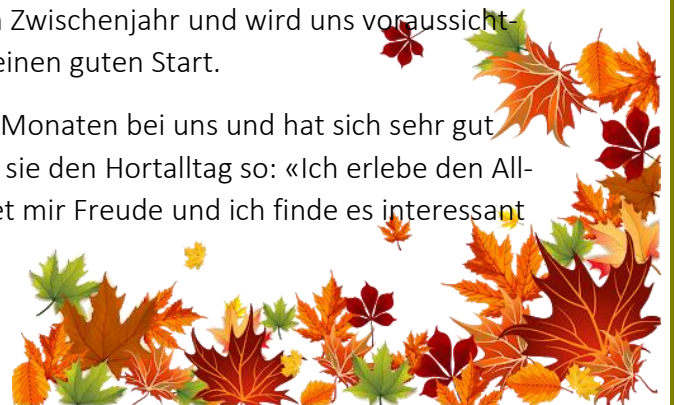 Zwischenjahr und wird uns voraussicht-
einen guten Start.
Monaten bei uns und hat sich sehr gut
sie den Hortalltag so: «Ich erlebe den All-
et mir Freude und ich finde es interessant